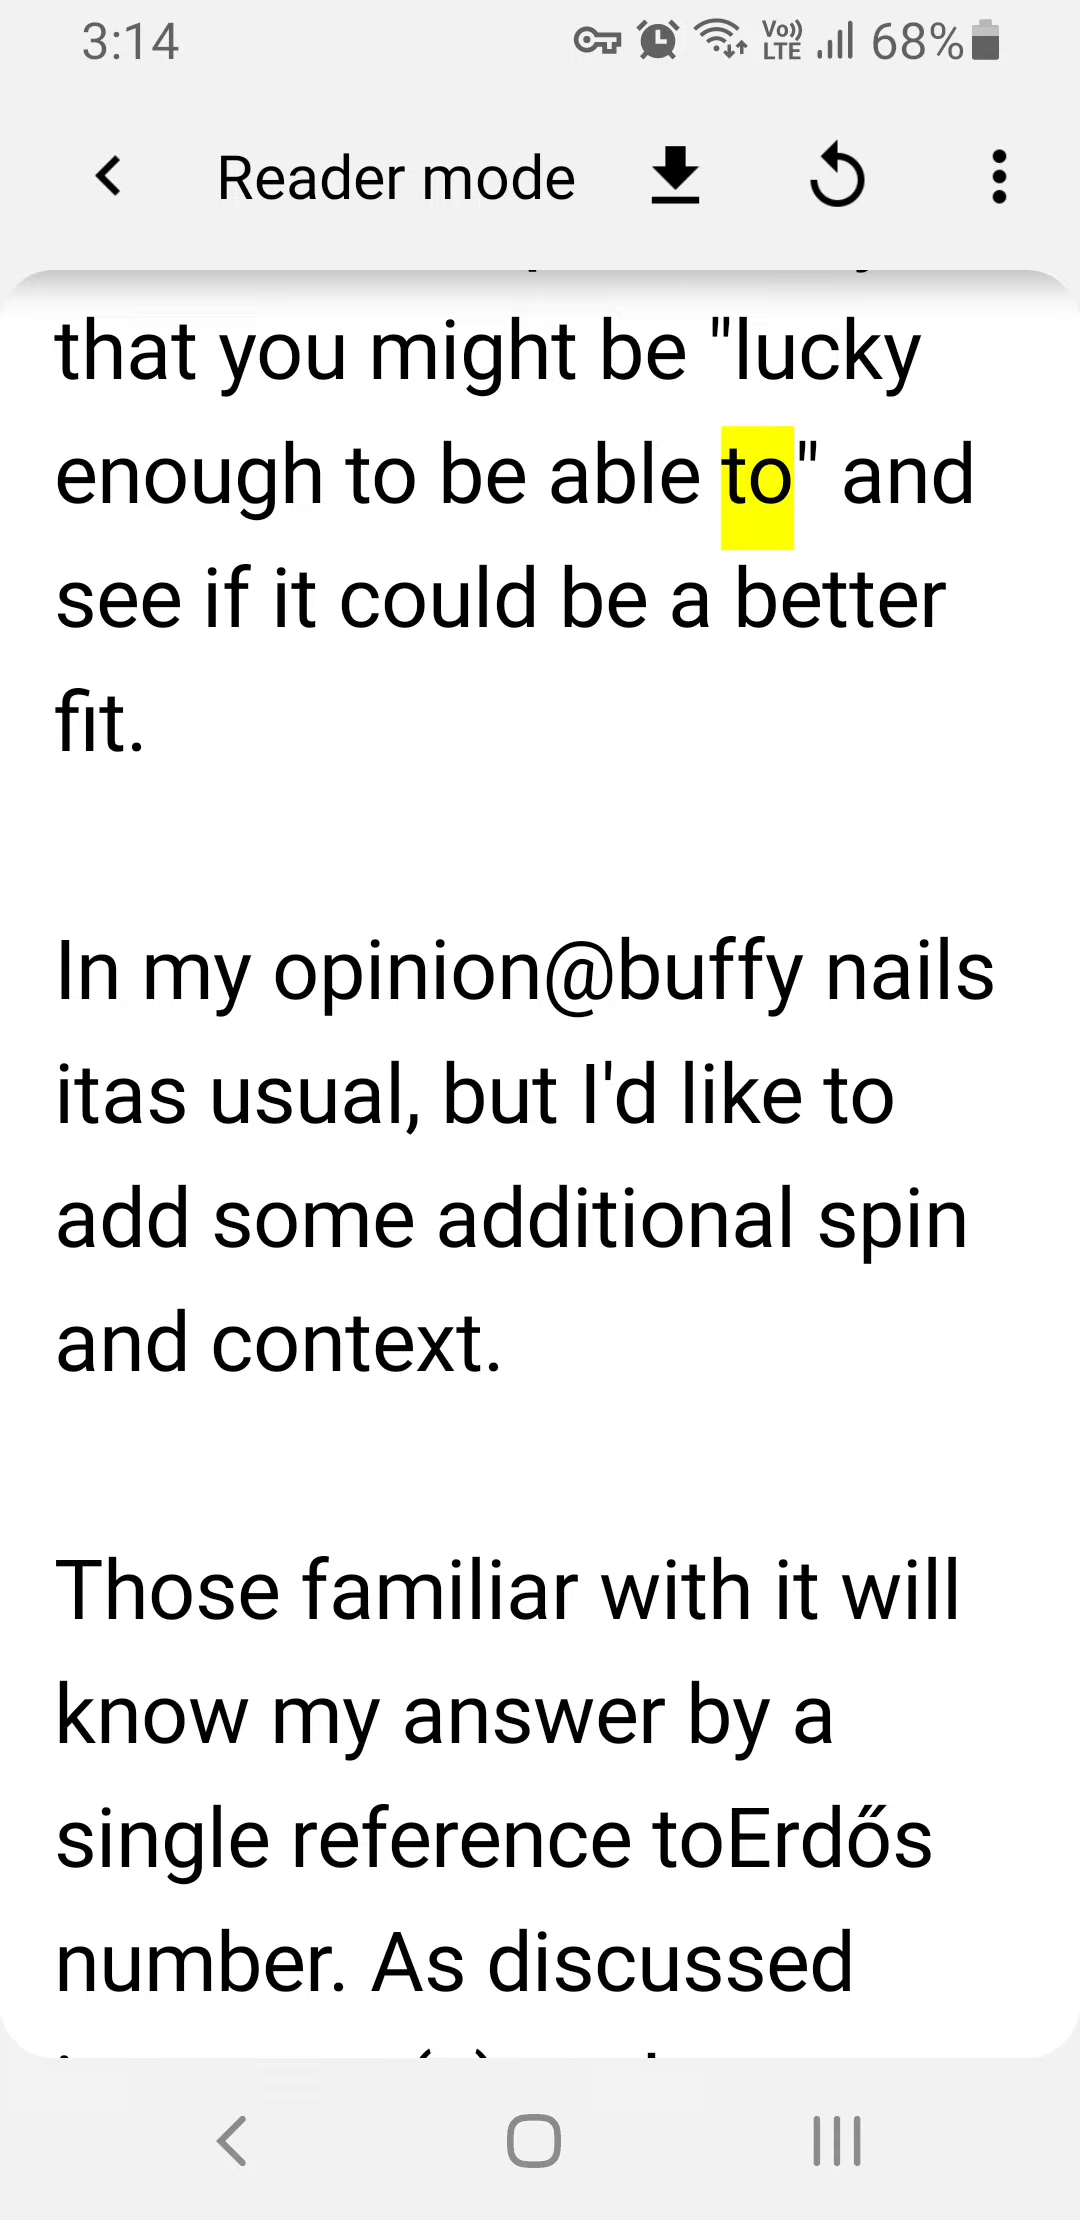 3:14 Vo)) LTE 68%
Reader mode
that you might be "lucky
enough to be able to" and
see if it could be a better
fit.
In my opinion@buffy nails
itas usual, but I'd like to
add some additional spin
and context.
Those familiar with it will
know my answer by a
single reference toErdős
number. As discussed